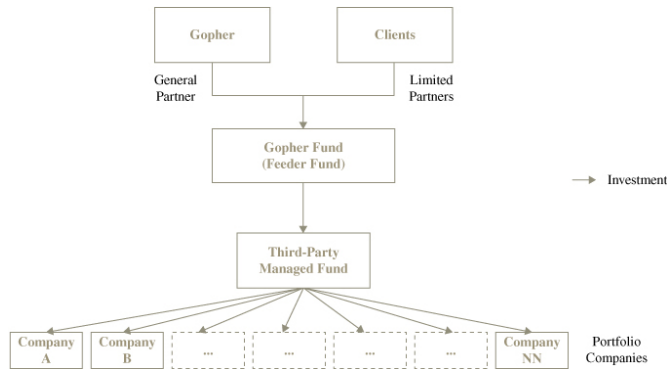 Gopher
Clients
General
Partner
Limited
Partners
Gopher Fund
(Feeder Fund)
Investment
Third-Party
Managed Fund
Company
A
Company
B
...
...
...
...
Company
NN
Portfolio
Companies